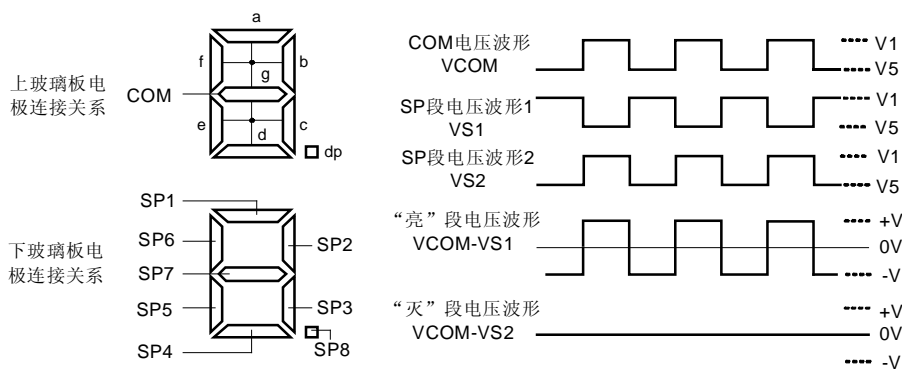 a
f
b
g
上玻璃板电
极连接关系
COM
e
d
c
dp
SP1
SP6
SP2
下玻璃板电
极连接关系
SP7
SP5
SP3
SP4
SP8
COM电压波形
VCOM
V1
V5
SP段电压波形1
VS1
V1
V5
SP段电压波形2
VS2
V1
V5
“亮”段电压波形
VCOM-VS1
+V
0V
-V
“灭”段电压波形
VCOM-VS2
+V
0V
-V